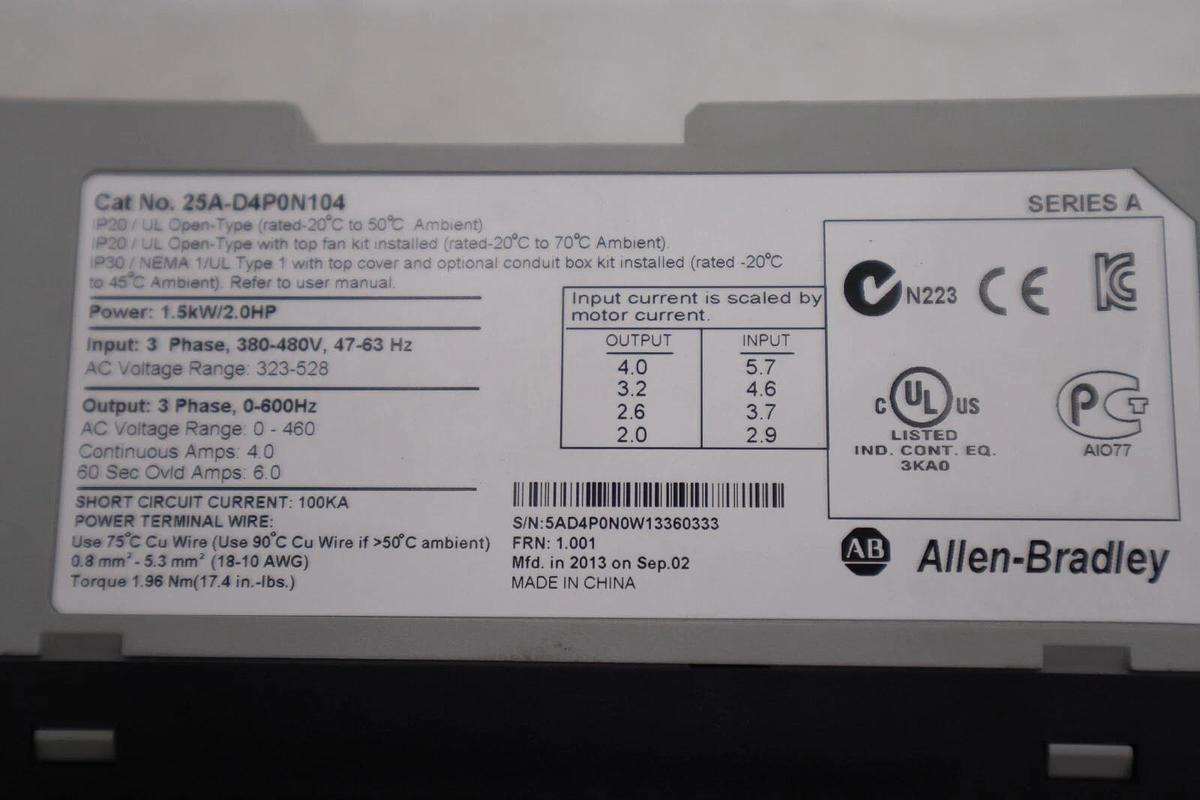 Cat No. 25A-D4P0N104
SERIES A
IP20 / UL Open-Type (rated-20°C to 50°C Ambient)
IP20 / UL Open-Type with top fan kit installed (rated-20°C to 70°C Ambient).
IP30 / NEMA 1/UL Type 1 with top cover and optional conduit box kit installed (rated -20°C
to 45°C Ambient). Refer to user manual.
Power: 1.5kW/2.0HP
Input: 3 Phase, 380-480V, 47-63 Hz
AC Voltage Range: 323-528
Output: 3 Phase, 0-600Hz
AC Voltage Range: 0 - 460
Continuous Amps: 4.0
60 Sec Ovld Amps: 6.0
SHORT CIRCUIT CURRENT: 100KA
POWER TERMINAL WIRE:
Use 75°C Cu Wire (Use 90°C Cu Wire if >50°C ambient)
0.8 mm² - 5.3 mm² (18-10 AWG)
Torque 1.96 Nm(17.4 in.-lbs.)
Input current is scaled by
motor current.
OUTPUT INPUT
4.0 5.7
3.2 4.6
2.6 3.7
2.0 2.9
S/N:5AD4P0N0W13360333
FRN: 1.001
Mfd. in 2013 on Sep.02
MADE IN CHINA
N223 CE KC
C UL US
LISTED
IND. CONT. EQ.
3KA0
РСТ
АЮ77
AB Allen-Bradley